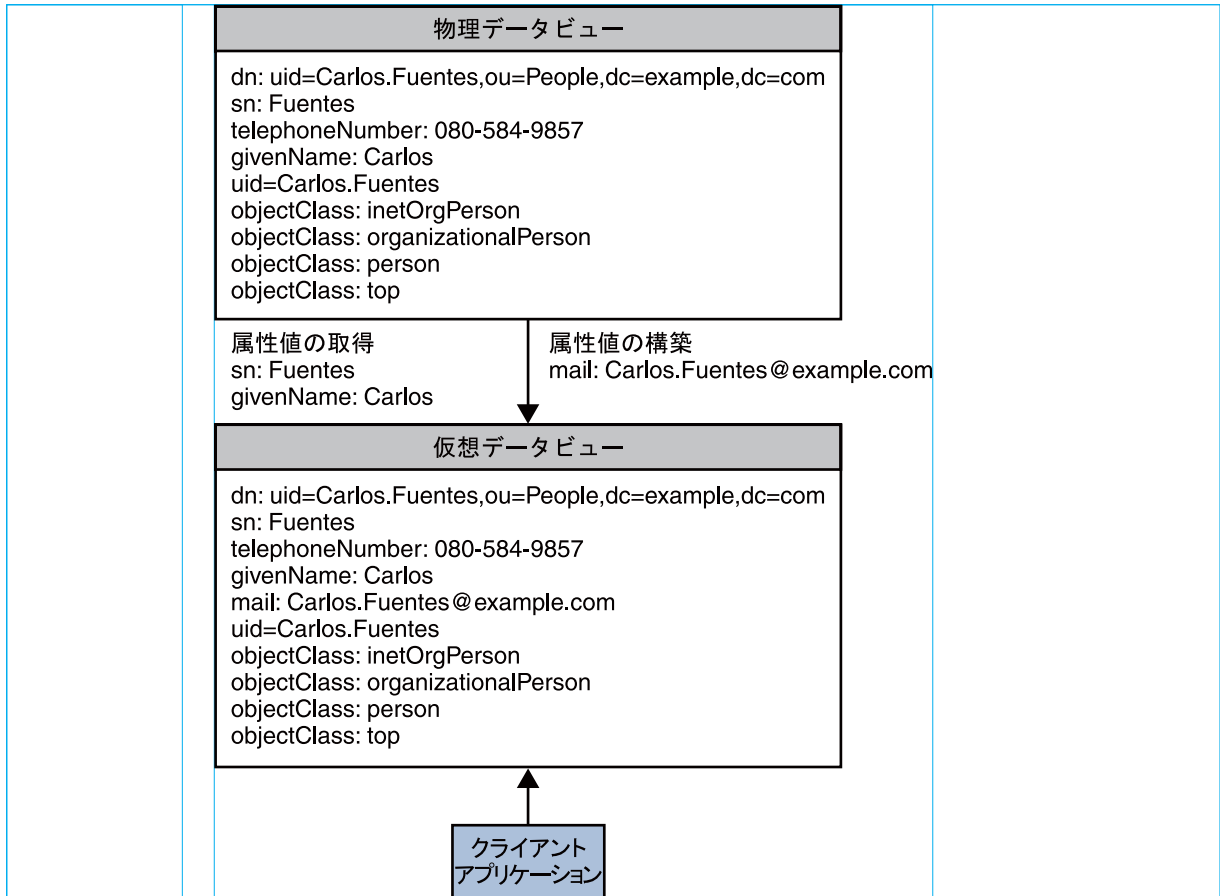 物理データビュー
dn: uid=Carlos.Fuentes,ou=People,dc=example,dc=com
sn: Fuentes
telephoneNumber: 080-584-9857
givenName: Carlos
uid=Carlos.Fuentes
objectClass: inetOrgPerson
objectClass: organizationalPerson
objectClass: person
objectClass: top
属性値の取得
sn: Fuentes
givenName: Carlos
属性値の構築
mail: Carlos.Fuentes@example.com
仮想データビュー
dn: uid=Carlos.Fuentes,ou=People,dc=example,dc=com
sn: Fuentes
telephoneNumber: 080-584-9857
givenName: Carlos
mail: Carlos.Fuentes@example.com
uid=Carlos.Fuentes
objectClass: inetOrgPerson
objectClass: organizationalPerson
objectClass: person
objectClass: top
クライアント
アプリケーション